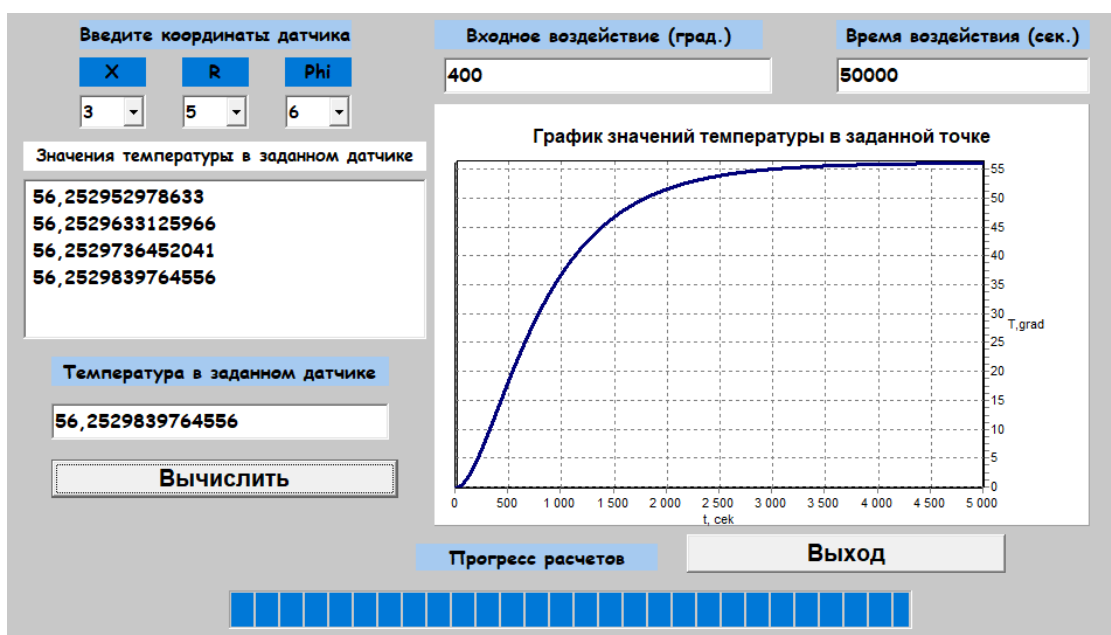 Введите координаты датчика
X R Phi
3 5 6
Значения температуры в заданном датчике
56,252952978633
56,2529633125966
56,2529736452041
56,2529839764556
Температура в заданном датчике
56,2529839764556
Вычислить
Входное воздействие (град.)
400
Время воздействия (сек.)
50000
График значений температуры в заданной точке
55
50
45
40
35
30
25
20
15
10
5
0
T,grad
0 500 1 000 1 500 2 000 2 500 3 000 3 500 4 000 4 500 5 000
t, cek
Прогресс расчетов
Выход